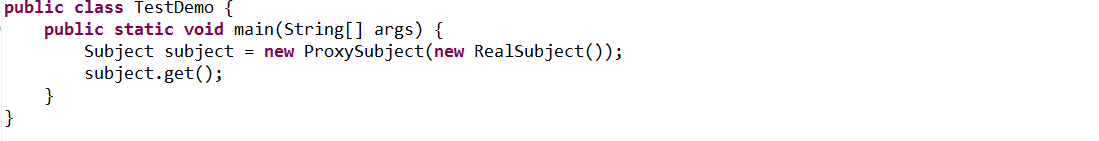 public class TestDemo {
    public static void main(String[] args) {
        Subject subject = new ProxySubject(new RealSubject());
        subject.get();
    }
}